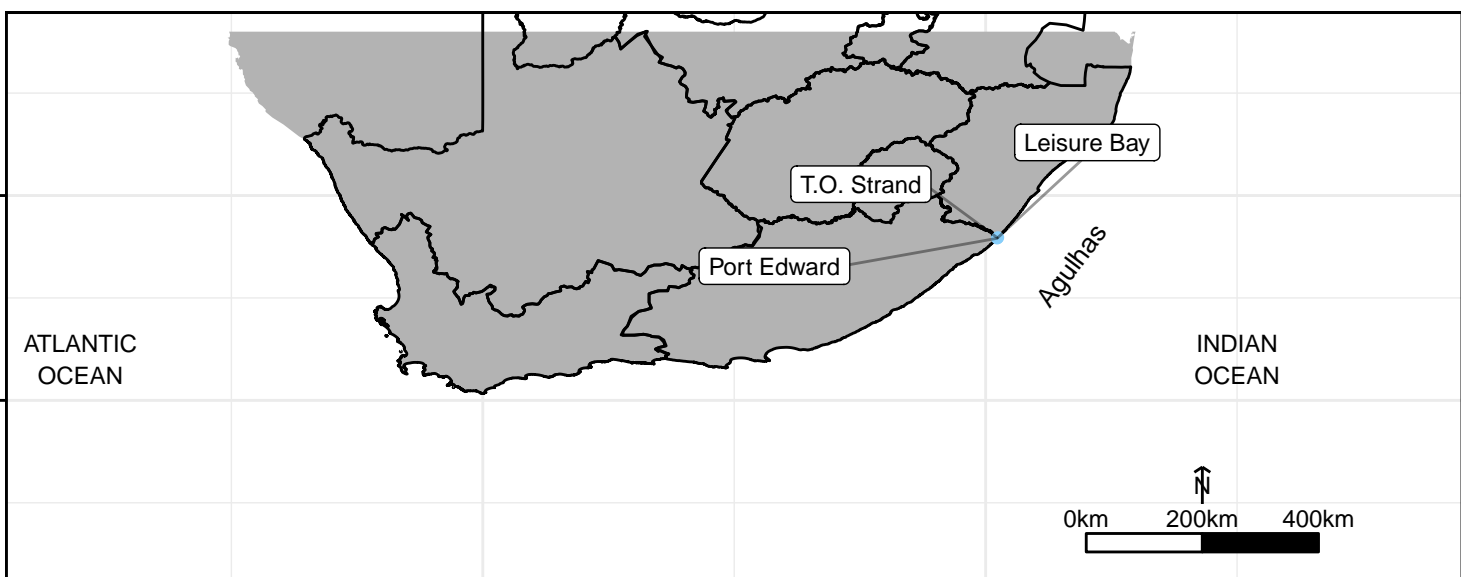 Leisure Bay
T.O. Strand
Port Edward
Agulhas
ATLANTIC
OCEAN
INDIAN
OCEAN
N
0km 200km 400km